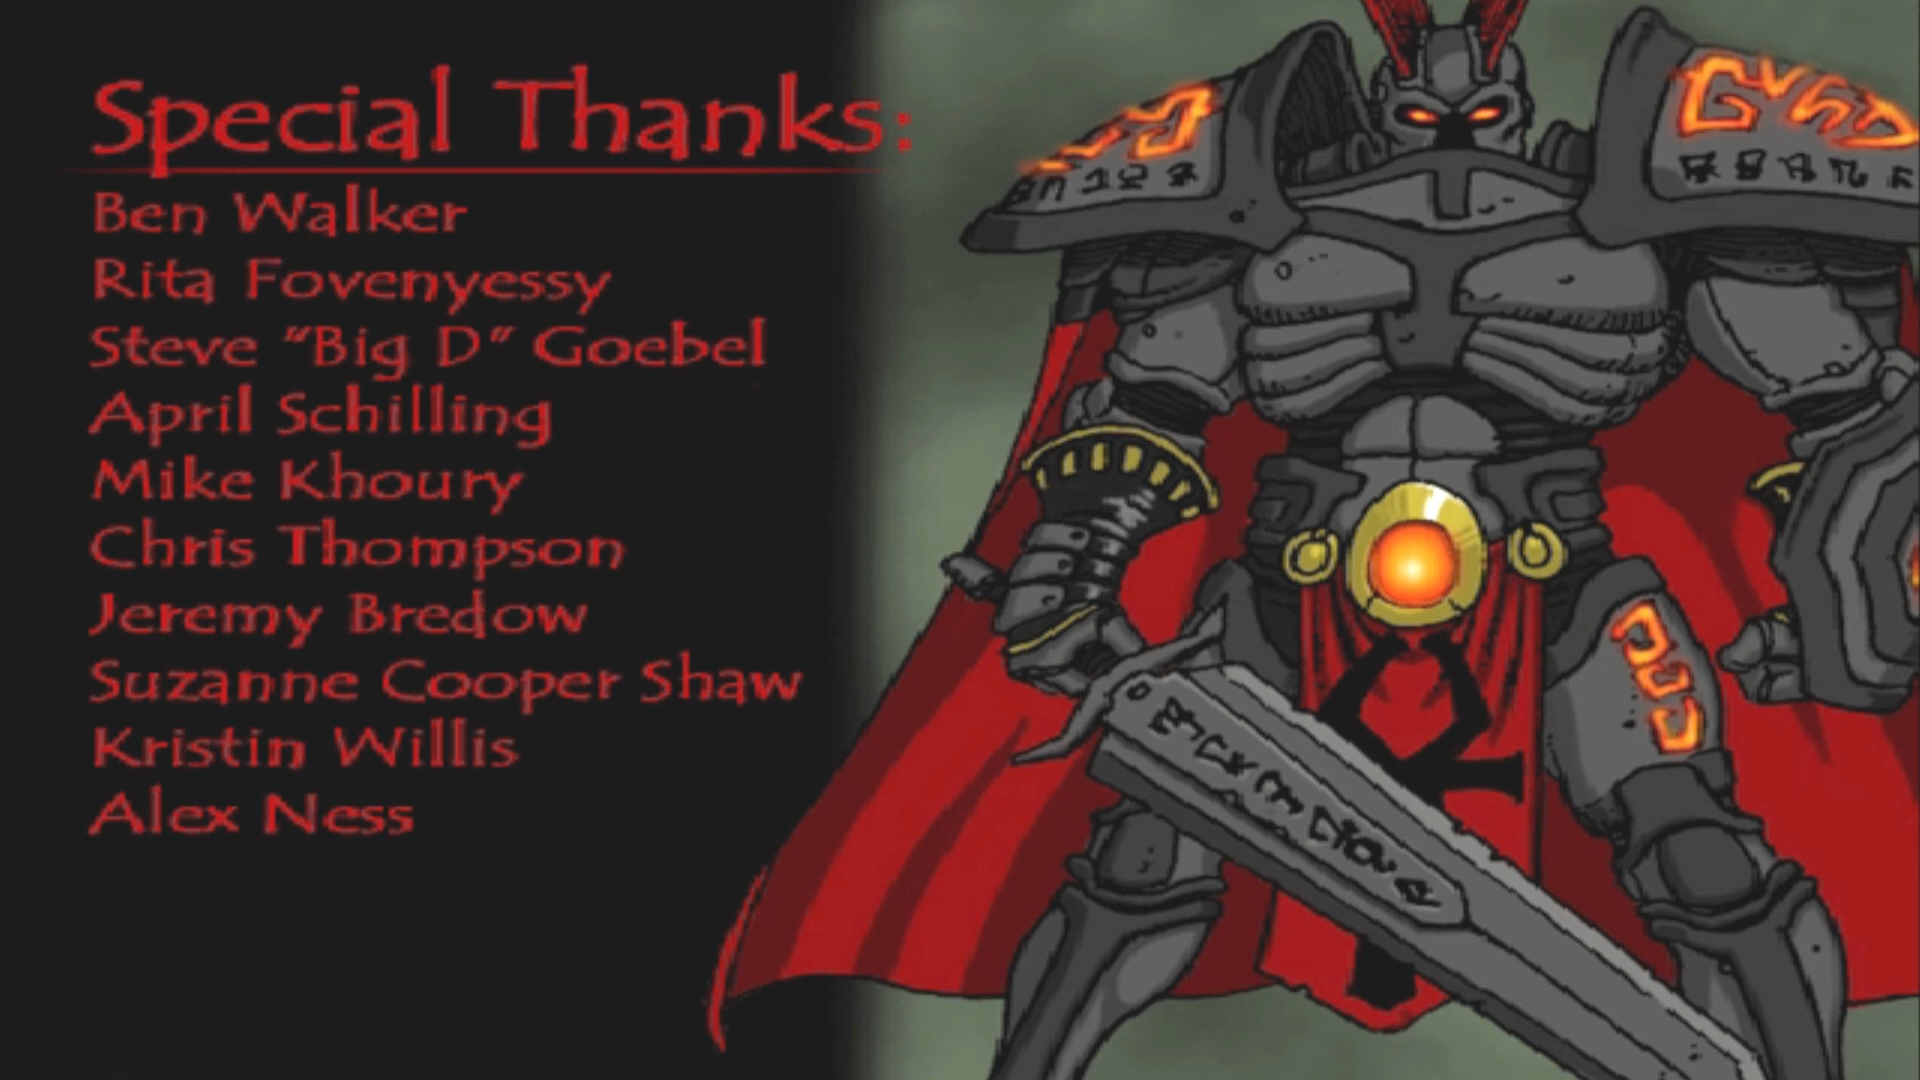 Special Thanks:
Ben Walker
Rita Fovenyessy
Steve "Big D" Goebel
April Schilling
Mike Khoury
Chris Thompson
Jeremy Bredow
Suzanne Cooper Shaw
Kristin Willis
Alex Ness